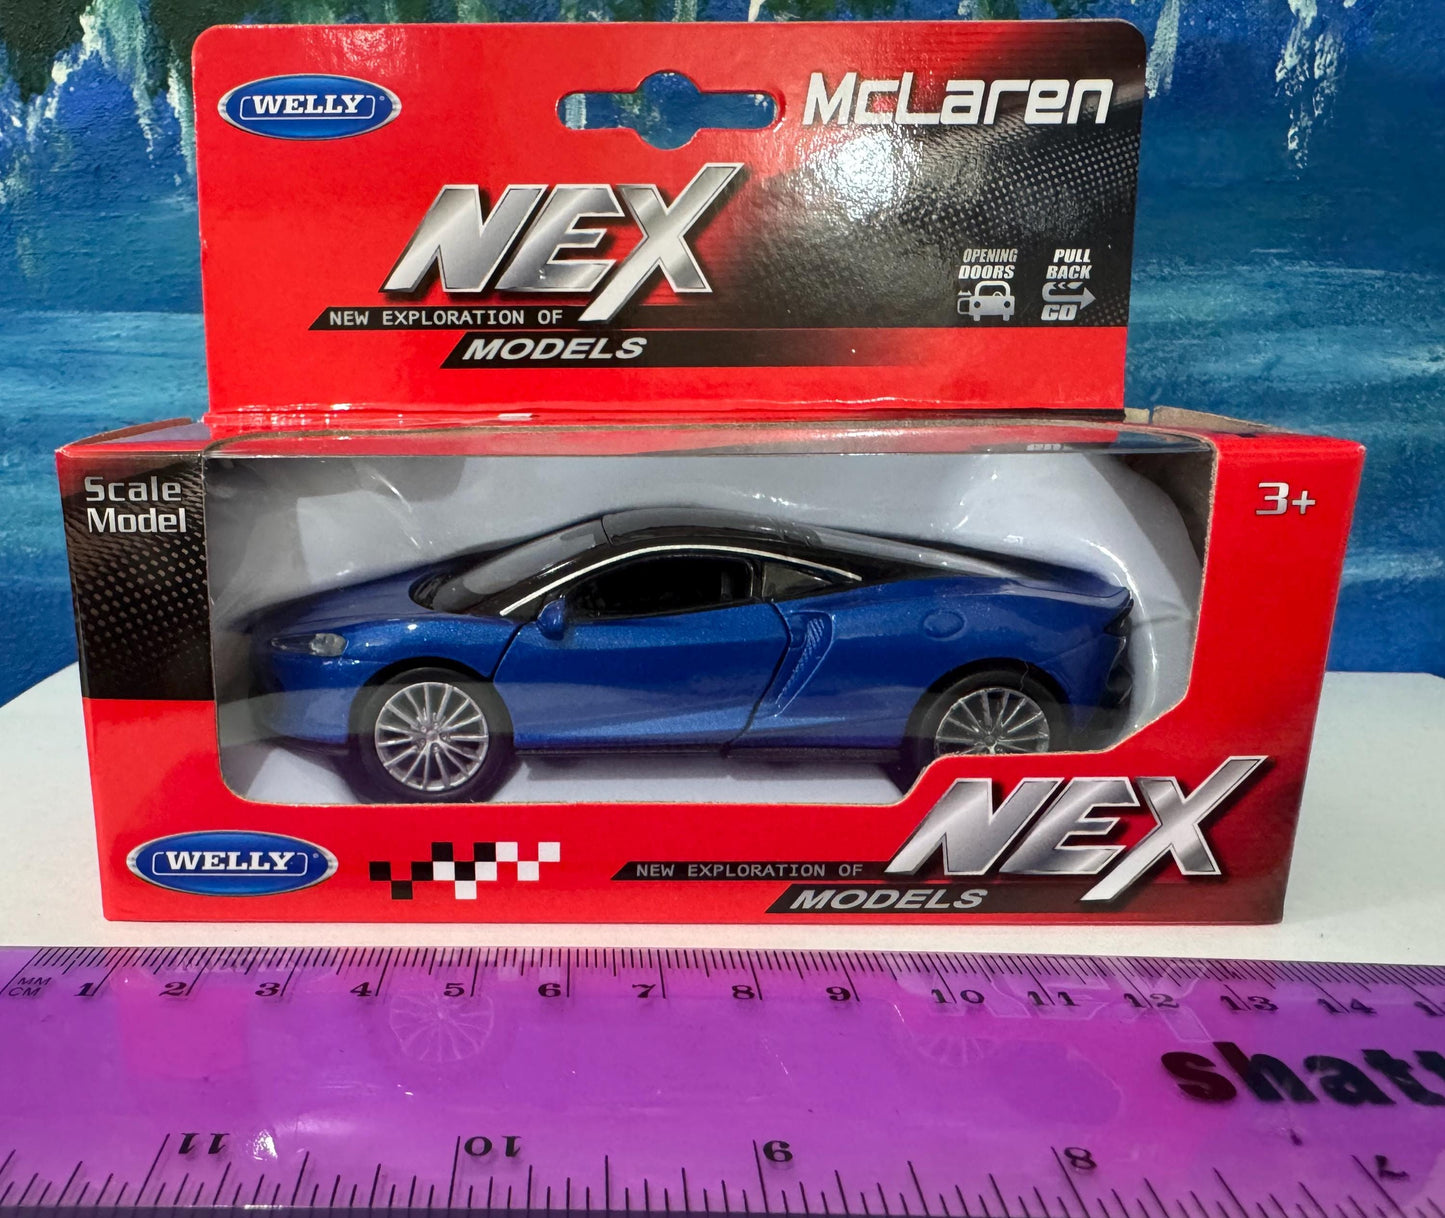 WELLY
McLaren
NEX
NEW EXPLORATION OF
MODELS
OPENING
DOORS
PULL
BACK
GO
Scale
Model
3+
WELLY
NEX
NEW EXPLORATION OF
MODELS
MM
CM
1 2 3 4 5 6 7 8 9 10 11 12 13 14
shatt
11 10 9 8 7